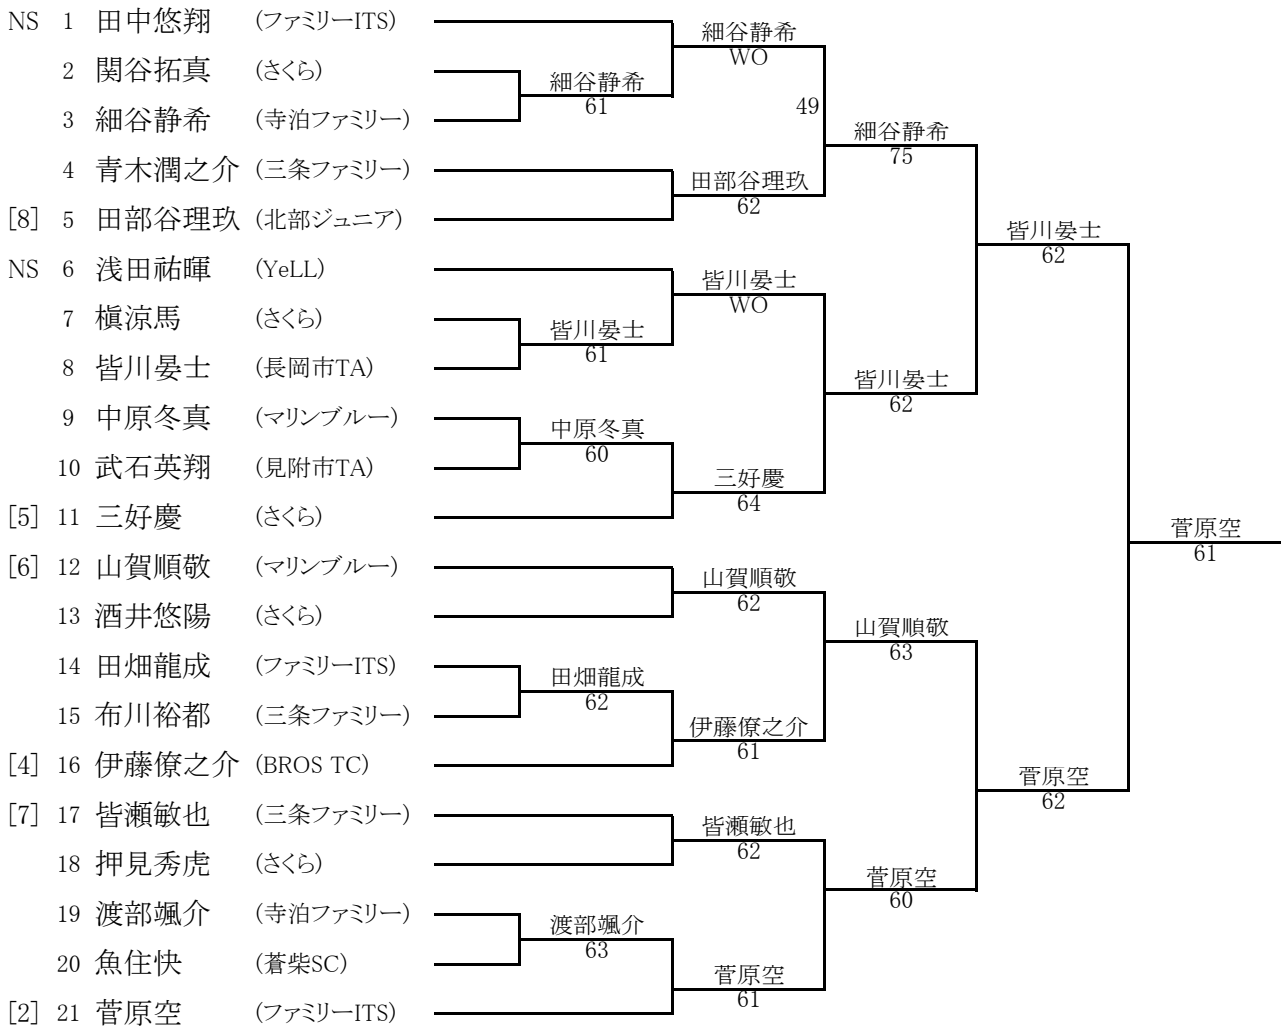 NS 1 田中悠翔 (ファミリーITS)
2 関谷拓真 (さくら)
3 細谷静希 (寺泊ファミリー)
4 青木潤之介 (三条ファミリー)
[8] 5 田部谷理玖 (北部ジュニア)
NS 6 浅田祐暉 (YeLL)
7 槇涼馬 (さくら)
8 皆川晏士 (長岡市TA)
9 中原冬真 (マリンブルー)
10 武石英翔 (見附市TA)
[5] 11 三好慶 (さくら)
[6] 12 山賀順敬 (マリンブルー)
13 酒井悠陽 (さくら)
14 田畑龍成 (ファミリーITS)
15 布川裕都 (三条ファミリー)
[4] 16 伊藤僚之介 (BROS TC)
[7] 17 皆瀬敏也 (三条ファミリー)
18 押見秀虎 (さくら)
19 渡部颯介 (寺泊ファミリー)
20 魚住快 (蒼柴SC)
[2] 21 菅原空 (ファミリーITS)
細谷静希
61
皆川晏士
61
中原冬真
60
田畑龍成
62
渡部颯介
63
細谷静希
WO
田部谷理玖
62
皆川晏士
WO
三好慶
64
山賀順敬
62
伊藤僚之介
61
皆瀬敏也
62
菅原空
61
49
細谷静希
75
皆川晏士
62
山賀順敬
63
菅原空
60
皆川晏士
62
菅原空
62
菅原空
61